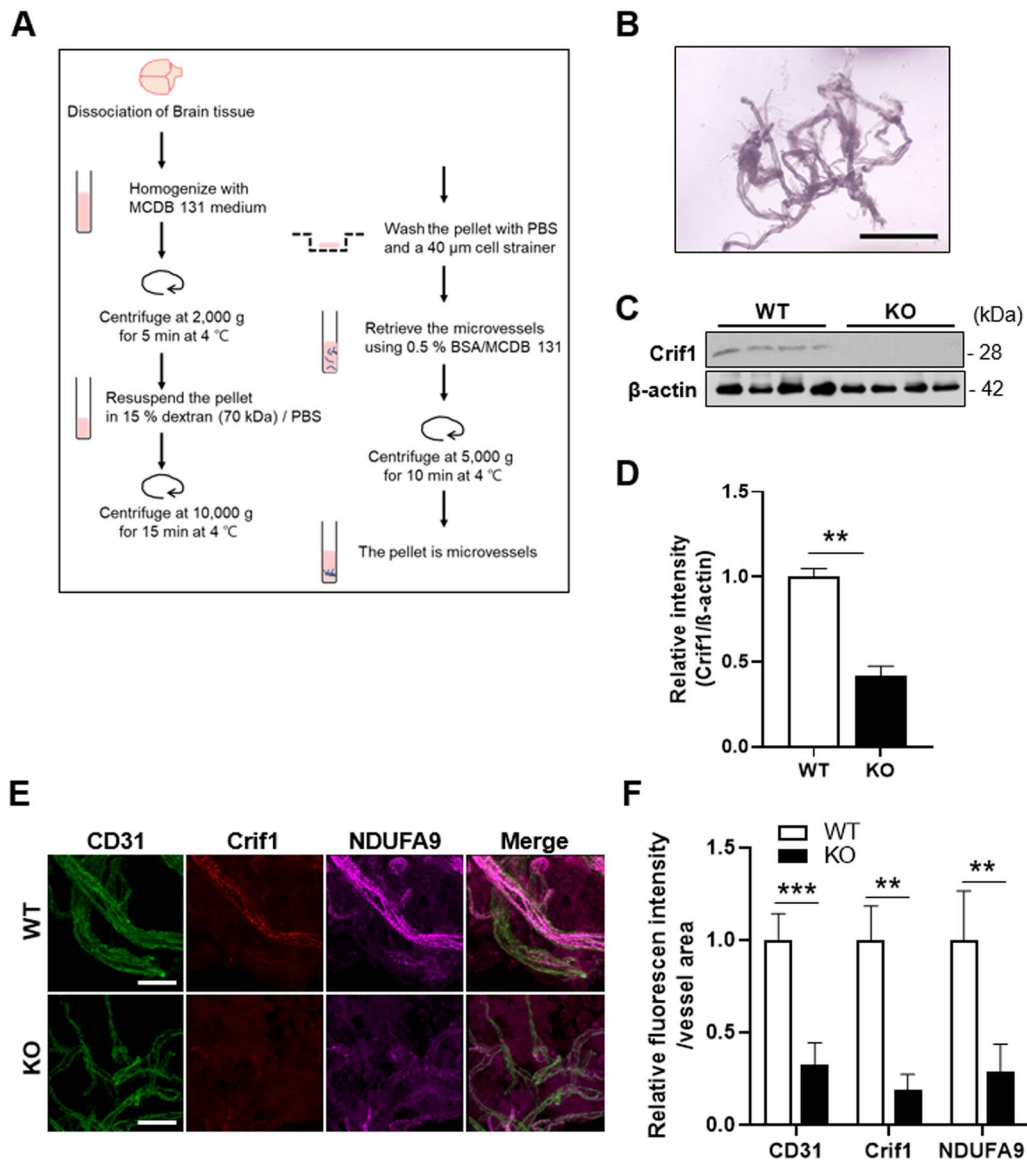 A
Dissociation of Brain tissue
Homogenize with
MCDB 131 medium
Centrifuge at 2,000 g
for 5 min at 4 ℃
Resuspend the pellet
in 15 % dextran (70 kDa) / PBS
Centrifuge at 10,000 g
for 15 min at 4 ℃
Wash the pellet with PBS
and a 40 µm cell strainer
Retrieve the microvessels
using 0.5 % BSA/MCDB 131
Centrifuge at 5,000 g
for 10 min at 4 ℃
The pellet is microvessels
B
C
WT KO (kDa)
Crif1 - 28
β-actin - 42
D
Relative intensity
(Crif1/ß-actin)
1.5
1.0
0.5
0.0
**
WT KO
E
CD31 Crif1 NDUFA9 Merge
WT
KO
F
WT
KO
Relative fluorescen intensity
/vessel area
1.5
1.0
0.5
0.0
*** ** **
CD31 Crif1 NDUFA9